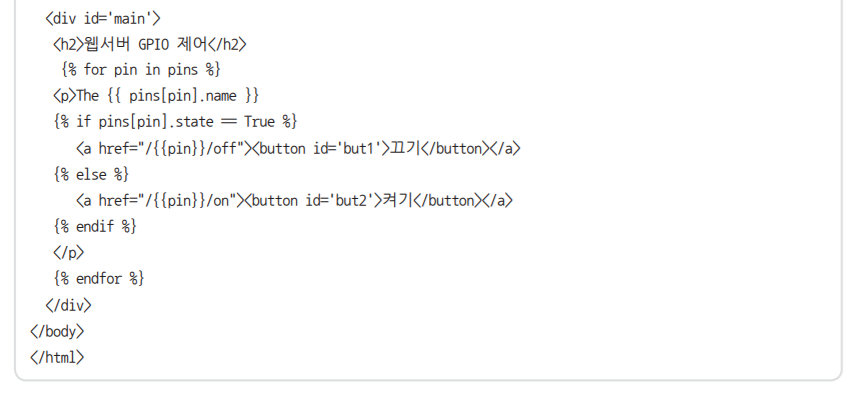 <div id='main'>
<h2>웹서버 GPIO 제어</h2>
{% for pin in pins %}
<p>The {{ pins[pin].name }}
{% if pins[pin].state == True %}
<a href="/{{pin}}/off"><button id='but1'>끄기</button></a>
{% else %}
<a href="/{{pin}}/on"><button id='but2'>켜기</button></a>
{% endif %}
</p>
{% endfor %}
</div>
</body>
</html>